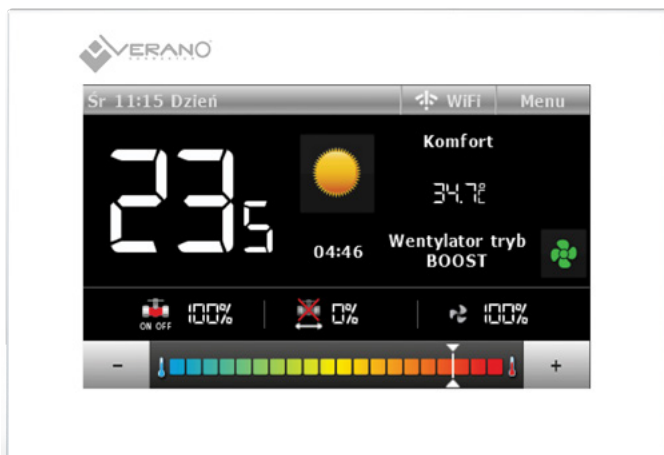 VERANO
KONWEKTOR
Śr 11:15 Dzień
WiFi
Menu
23.5
Komfort
34.7°C
04:46
Wentylator tryb
BOOST
ON OFF
100%
0%
100%
-
+